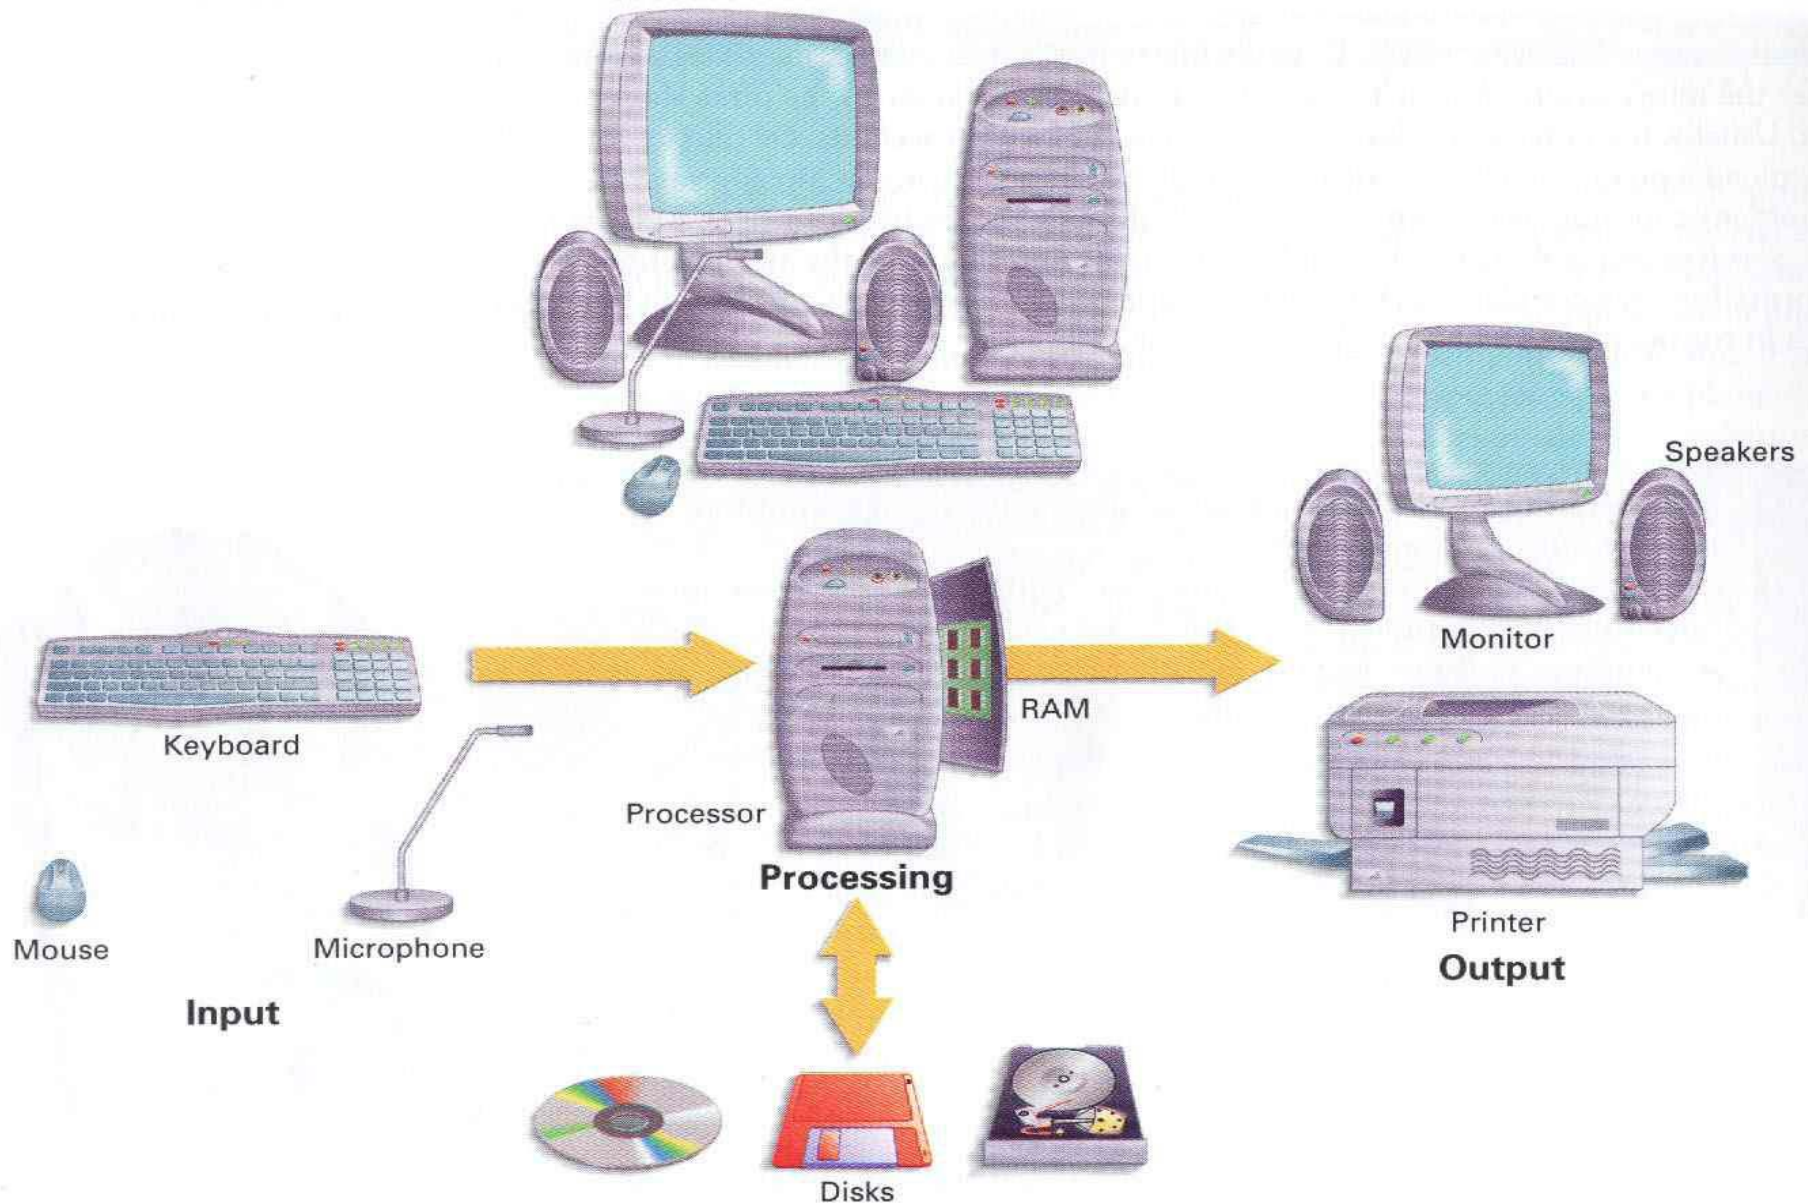 Speakers
Monitor
Keyboard
RAM
Processor
Processing
Mouse
Microphone
Printer
Output
Input
Disks